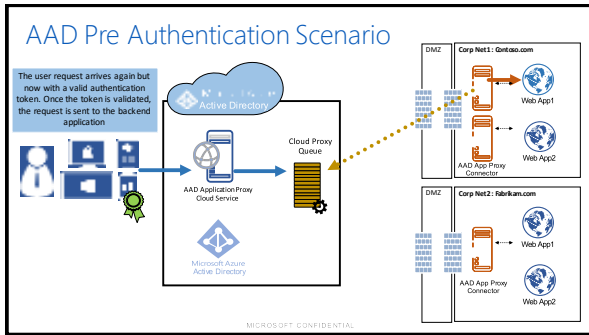 AAD Pre Authentication Scenario
The user request arrives again but
now with a valid authentication
token. Once the token is validated,
the request is sent to the backend
application
Active Directory
AAD Application Proxy
Cloud Service
Cloud Proxy
Queue
Microsoft Azure
Active Directory
DMZ
Corp Net1 : Contoso.com
Web App1
Web App2
AAD App Proxy
Connector
DMZ
Corp Net2 : Fabrikam.com
Web App1
AAD App Proxy
Connector
Web App2
MICROSOFT CONFIDENTIAL